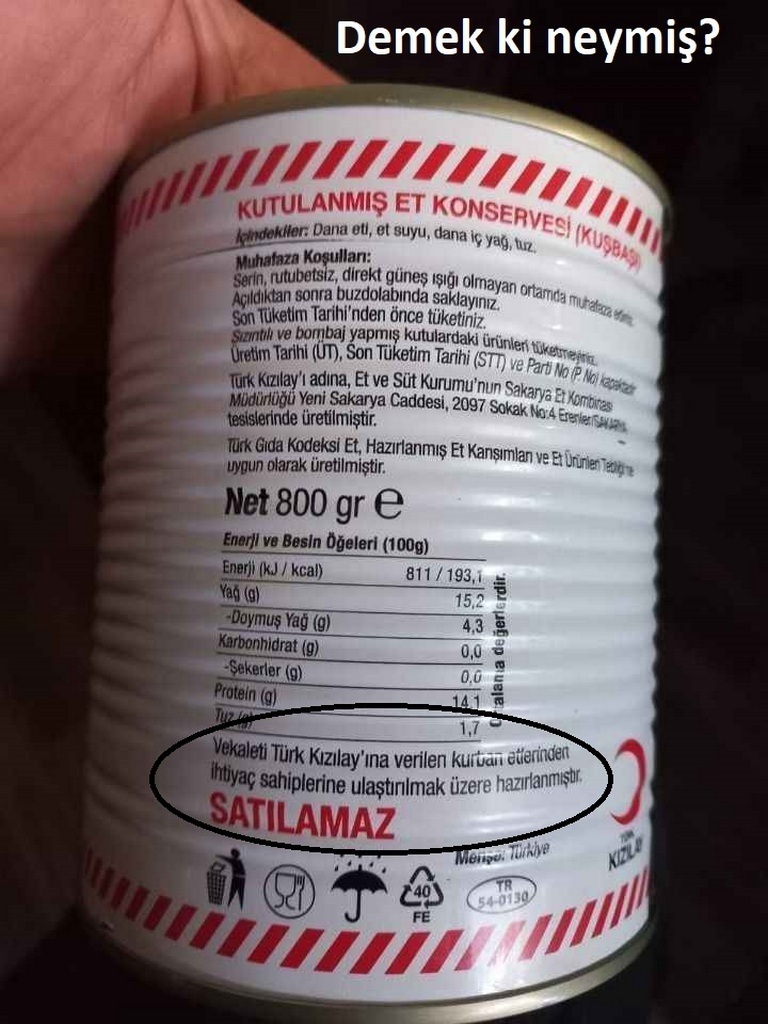 Demek ki neymiş?
KUTULANMIŞ ET KONSERVESİ (KUŞBAŞI)
İçindekiler: Dana eti, et suyu, dana iç yağ, tuz.
Muhafaza Koşulları:
Serin, rutubetsiz, direkt güneş ışığı olmayan ortamda muhafaza ediniz.
Açıldıktan sonra buzdolabında saklayınız.
Son Tüketim Tarihi'nden önce tüketiniz.
Sızıntılı ve bombaj yapmış kutulardaki ürünleri tüketmeyiniz.
Üretim Tarihi (ÜT), Son Tüketim Tarihi (STT) ve Parti No (P. No) kapaktadır.
Türk Kızılay'ı adına, Et ve Süt Kurumu'nun Sakarya Et Kombinası
Müdürlüğü Yeni Sakarya Caddesi, 2097 Sokak No:4 Erenler/SAKARYA
tesislerinde üretilmiştir.
Türk Gıda Kodeksi Et, Hazırlanmış Et Karışımları ve Et Ürünleri Tebliği'ne
uygun olarak üretilmiştir.
Net 800 gr e
Enerji ve Besin Öğeleri (100g)
Enerji (kJ / kcal) 811 / 193,1
Yağ (g) 15,2
-Doymuş Yağ (g) 4,3
Karbonhidrat (g) 0,0
-Şekerler (g) 0,0
Protein (g) 14,1
Tuz (g) 1,7
Ortalama değerlerdir.
Vekaleti Türk Kızılay'ına verilen kurban etlerinden
ihtiyaç sahiplerine ulaştırılmak üzere hazırlanmıştır.
SATILAMAZ
Menşei: Türkiye
TÜRK
KIZILAY
40
FE
TR
54-0130